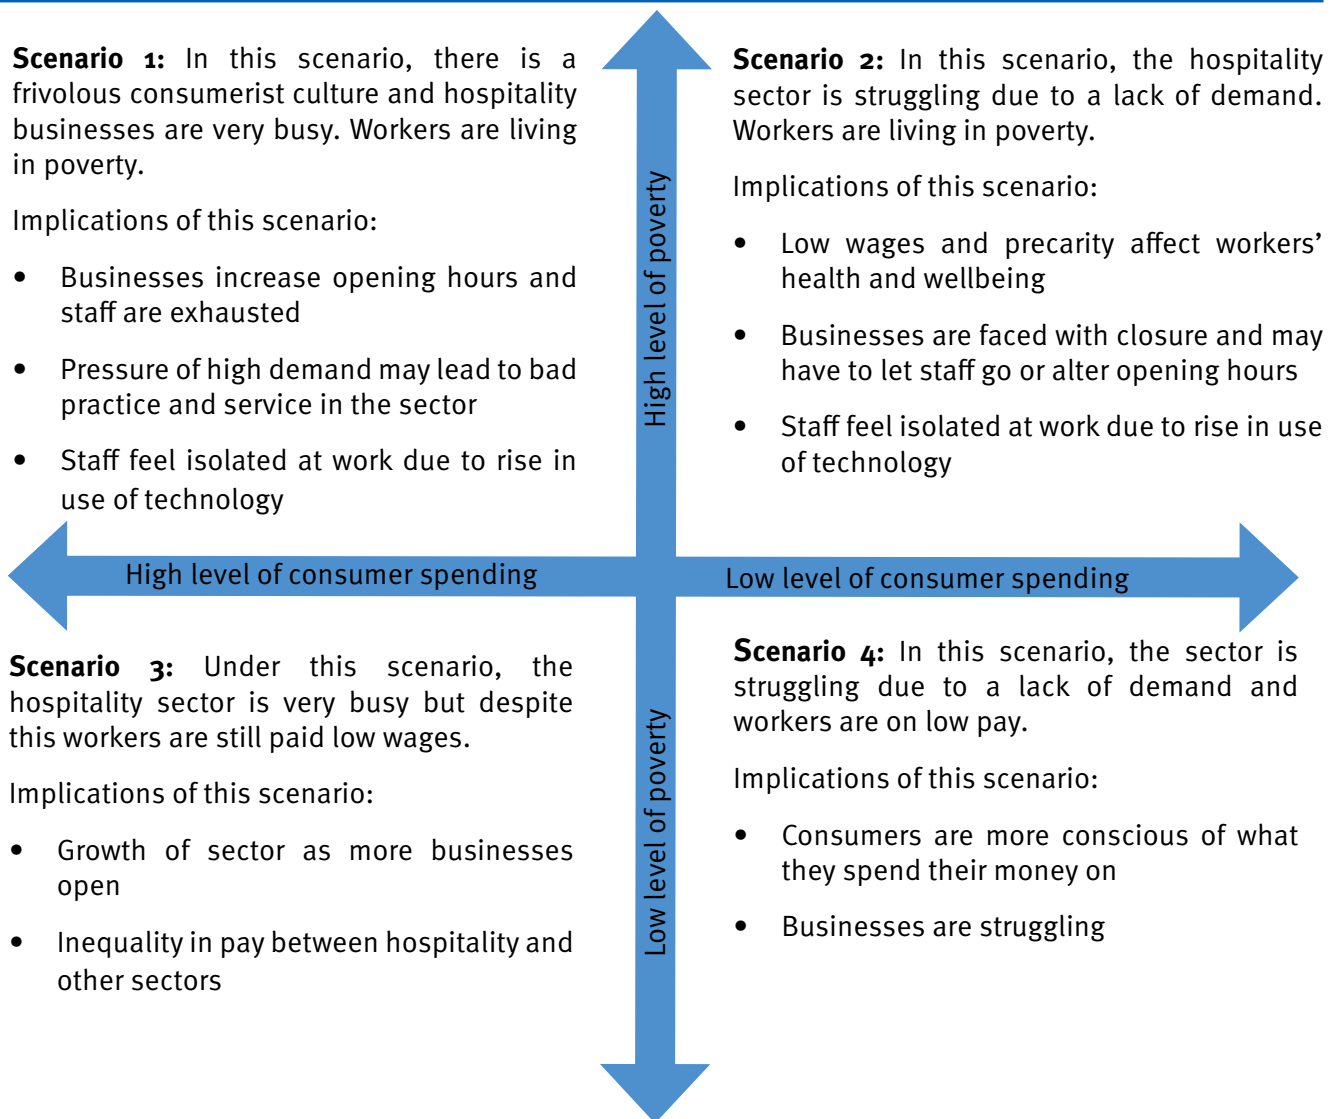 Scenario 1: In this scenario, there is a
frivolous consumerist culture and hospitality
businesses are very busy. Workers are living
in poverty.
Implications of this scenario:
• Businesses increase opening hours and
staff are exhausted
• Pressure of high demand may lead to bad
practice and service in the sector
• Staff feel isolated at work due to rise in
use of technology
High level of poverty
Scenario 2: In this scenario, the hospitality
sector is struggling due to a lack of demand.
Workers are living in poverty.
Implications of this scenario:
• Low wages and precarity affect workers’
health and wellbeing
• Businesses are faced with closure and may
have to let staff go or alter opening hours
• Staff feel isolated at work due to rise in use
of technology
High level of consumer spending
Low level of consumer spending
Scenario 3: Under this scenario, the
hospitality sector is very busy but despite
this workers are still paid low wages.
Implications of this scenario:
• Growth of sector as more businesses
open
• Inequality in pay between hospitality and
other sectors
Low level of poverty
Scenario 4: In this scenario, the sector is
struggling due to a lack of demand and
workers are on low pay.
Implications of this scenario:
• Consumers are more conscious of what
they spend their money on
• Businesses are struggling